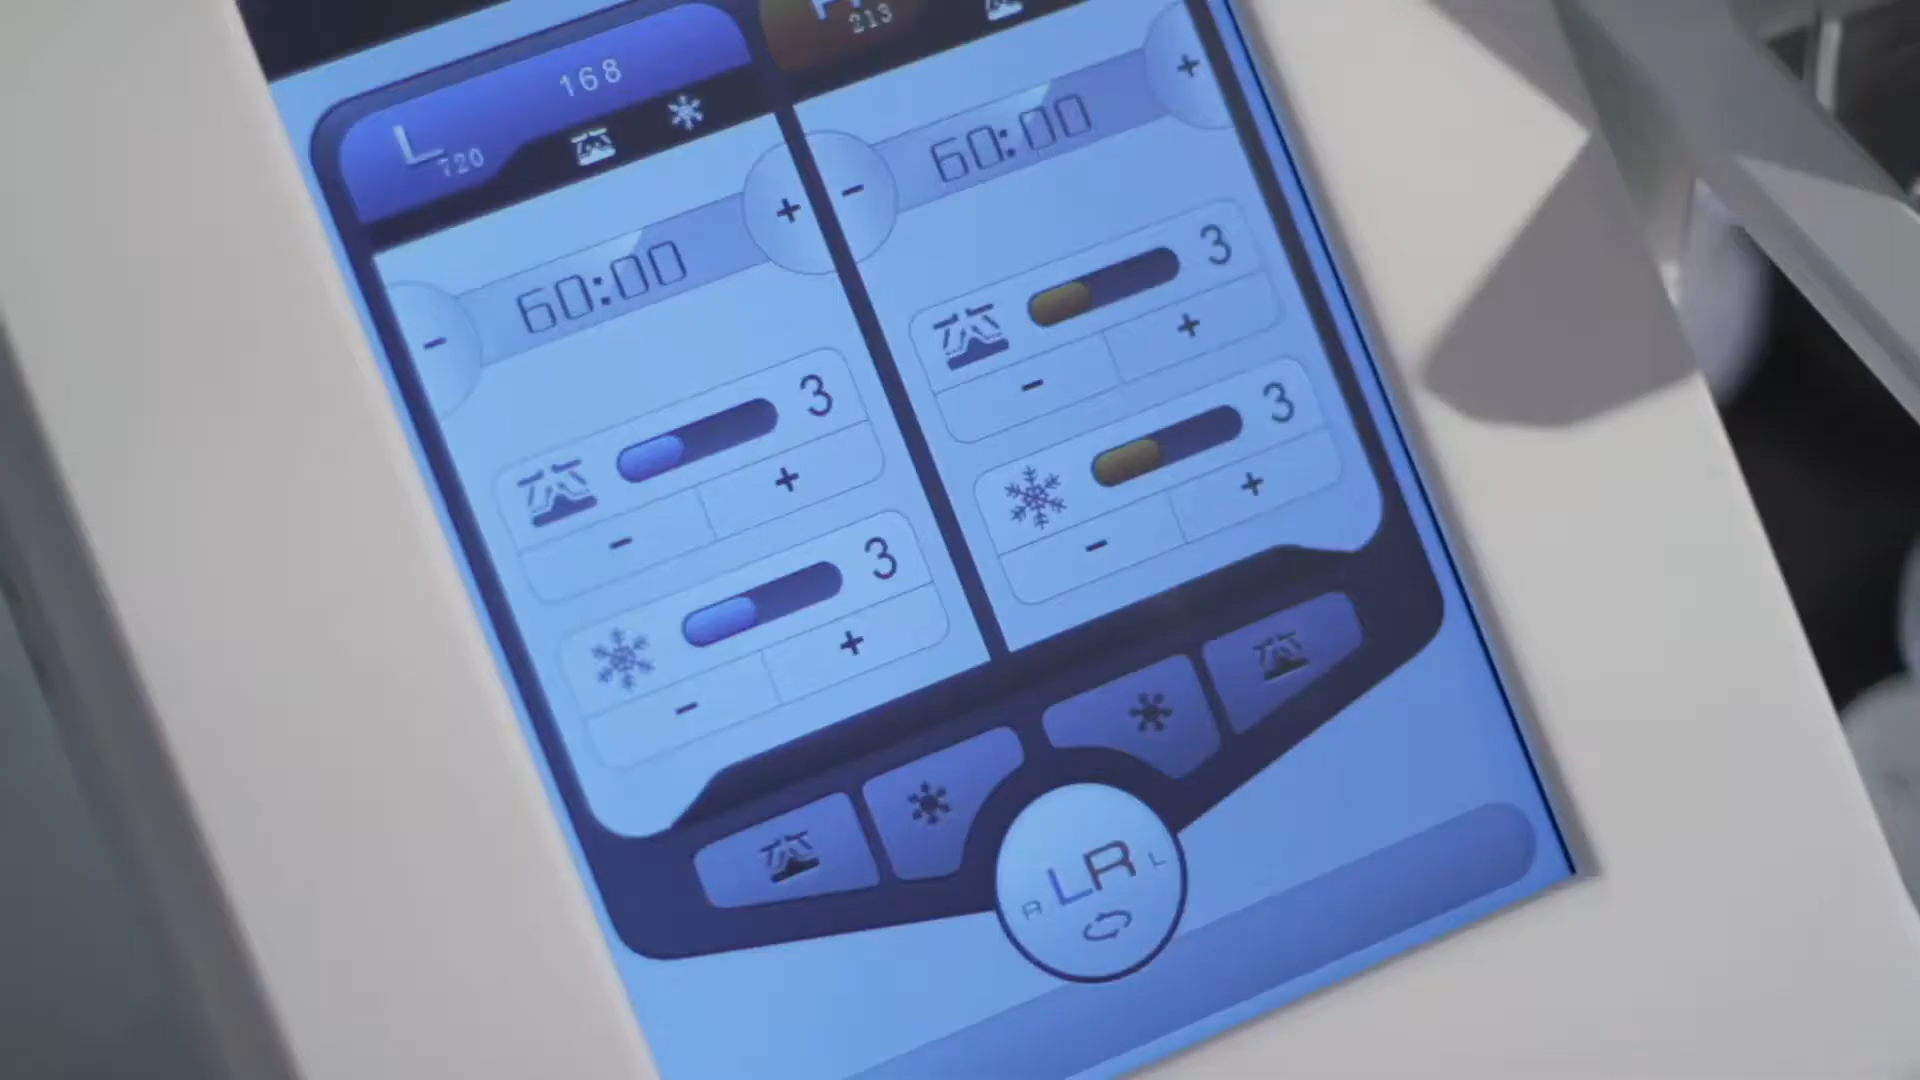 168
L
720
213
- 60:00 +
- 60:00 +
3
- +
3
- +
3
- +
3
- +
R LR L